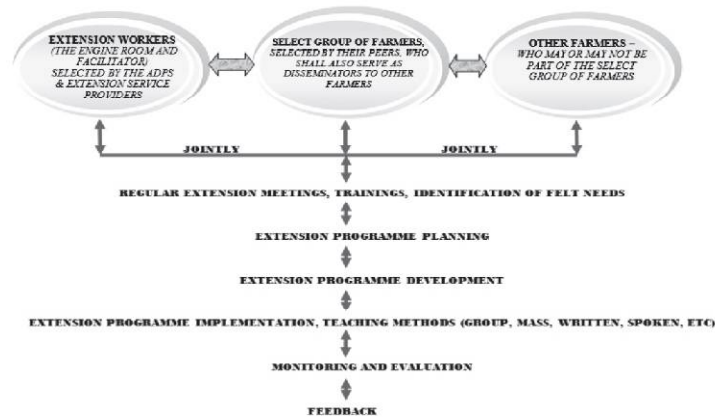 EXTENSION WORKERS
(THE ENGINE ROOM AND
FACILITATOR)
SELECTED BY THE ADPS
& EXTENSION SERVICE
PROVIDERS
SELECT GROUP OF FARMERS,
SELECTED BY THEIR PEERS, WHO
SHALL ALSO SERVE AS
DISSEMINATORS TO OTHER
FARMERS
OTHER FARMERS –
WHO MAY OR MAY NOT BE
PART OF THE SELECT
GROUP OF FARMERS
JOINTLY
JOINTLY
REGULAR EXTENSION MEETINGS, TRAININGS, IDENTIFICATION OF FELT NEEDS
EXTENSION PROGRAMME PLANNING
EXTENSION PROGRAMME DEVELOPMENT
EXTENSION PROGRAMME IMPLEMENTATION, TEACHING METHODS (GROUP, MASS, WRITTEN, SPOKEN, ETC)
MONITORING AND EVALUATION
FEEDBACK